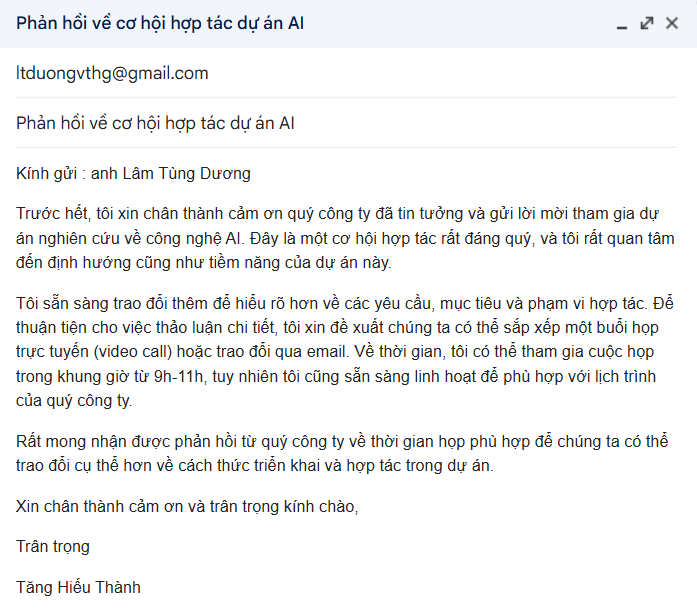 Phản hồi về cơ hội hợp tác dự án AI
ltduongvthg@gmail.com
Phản hồi về cơ hội hợp tác dự án AI
Kính gửi : anh Lâm Tùng Dương
Trước hết, tôi xin chân thành cảm ơn quý công ty đã tin tưởng và gửi lời mời tham gia dự
án nghiên cứu về công nghệ AI. Đây là một cơ hội hợp tác rất đáng quý, và tôi rất quan tâm
đến định hướng cũng như tiềm năng của dự án này.
Tôi sẵn sàng trao đổi thêm để hiểu rõ hơn về các yêu cầu, mục tiêu và phạm vi hợp tác. Để
thuận tiện cho việc thảo luận chi tiết, tôi xin đề xuất chúng ta có thể sắp xếp một buổi họp
trực tuyến (video call) hoặc trao đổi qua email. Về thời gian, tôi có thể tham gia cuộc họp
trong khung giờ từ 9h-11h, tuy nhiên tôi cũng sẵn sàng linh hoạt để phù hợp với lịch trình
của quý công ty.
Rất mong nhận được phản hồi từ quý công ty về thời gian họp phù hợp để chúng ta có thể
trao đổi cụ thể hơn về cách thức triển khai và hợp tác trong dự án.
Xin chân thành cảm ơn và trân trọng kính chào,
Trân trọng
Tăng Hiếu Thành